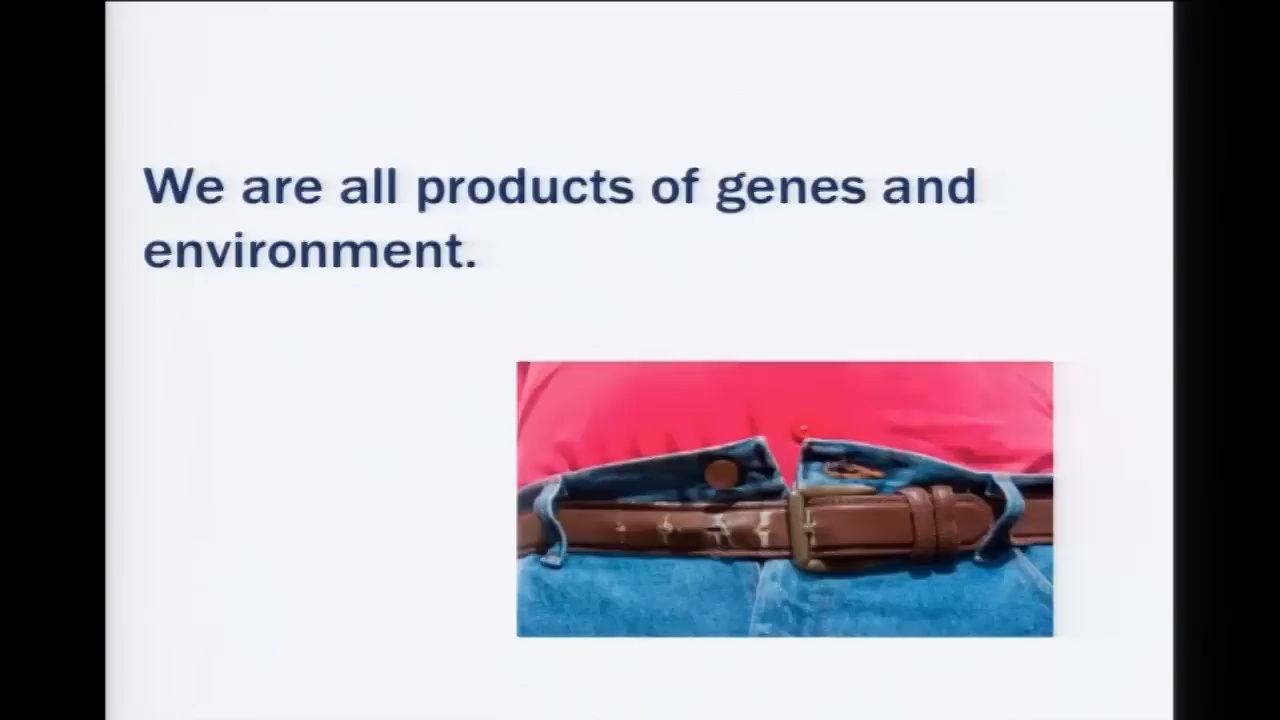 We are all products of genes and
environment.